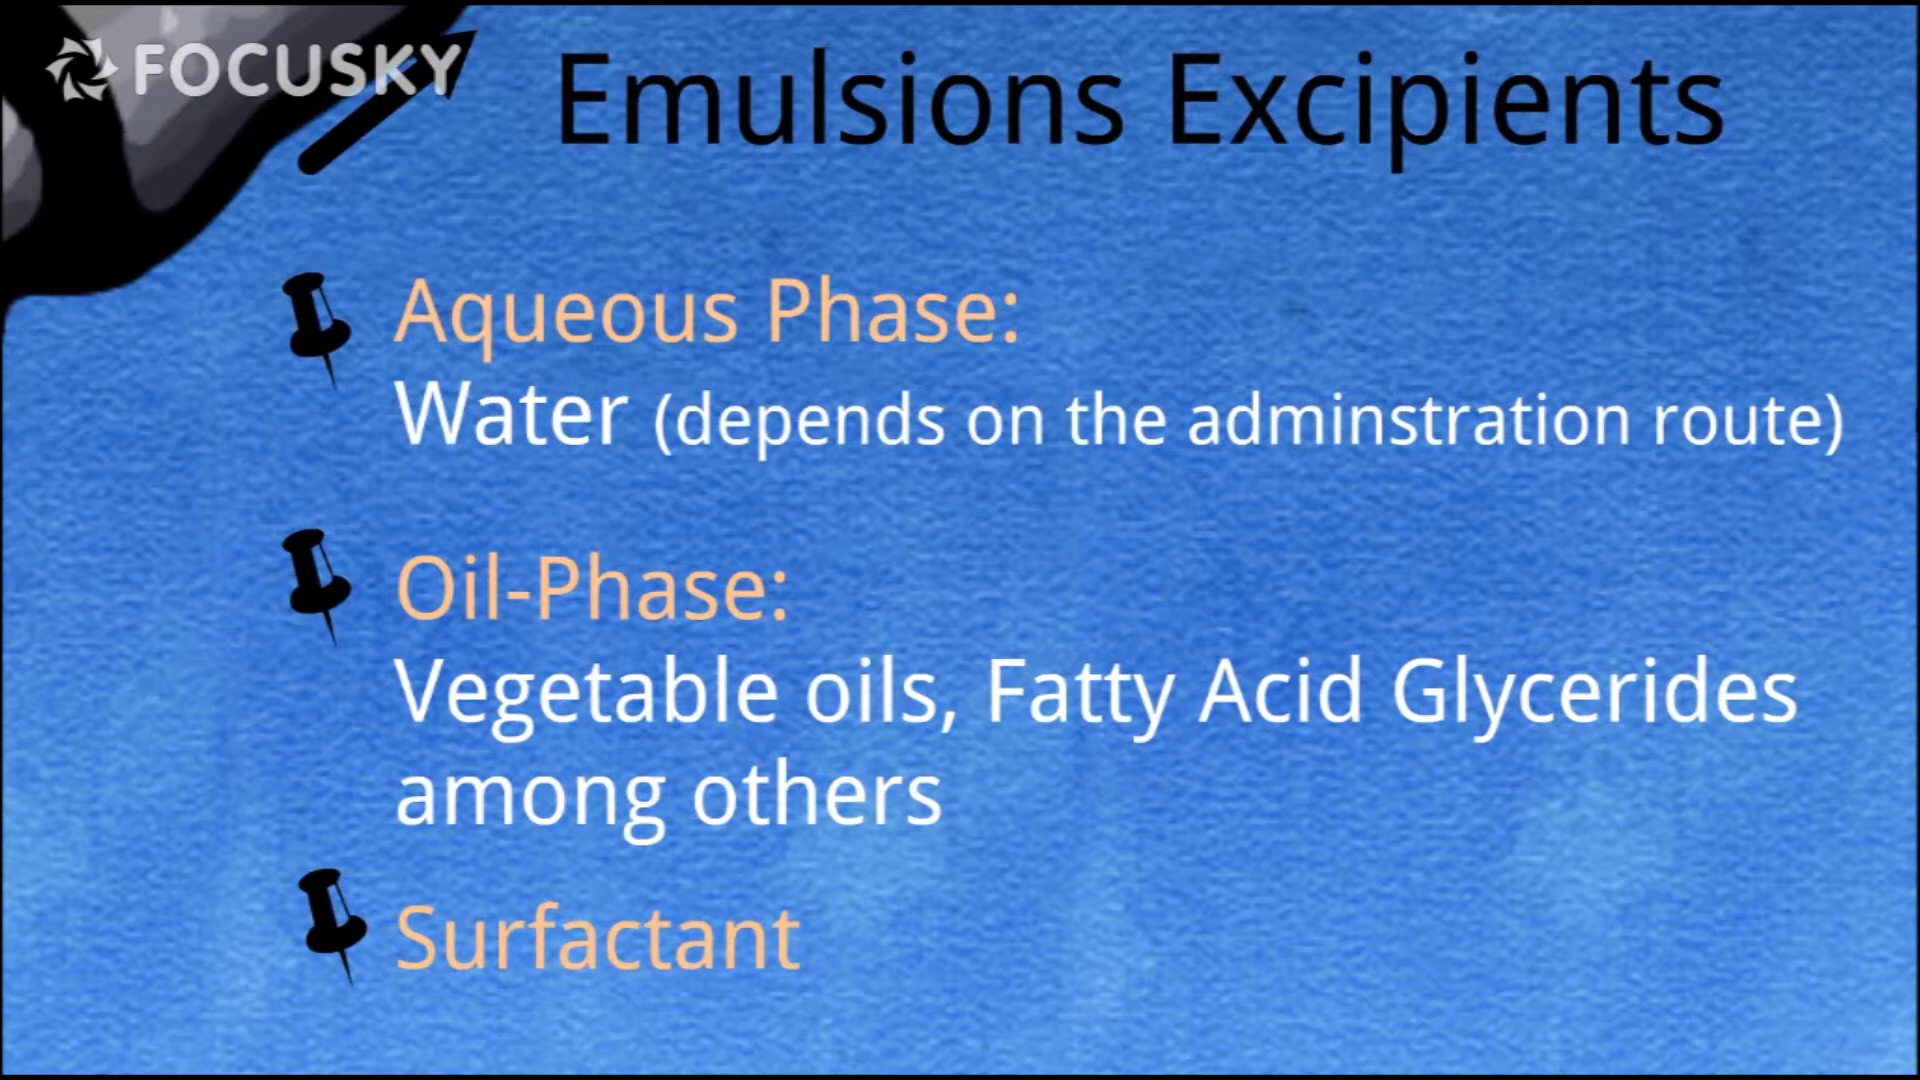 FOCUSKY
Emulsions Excipients
Aqueous Phase:
Water (depends on the adminstration route)
Oil-Phase:
Vegetable oils, Fatty Acid Glycerides
among others
Surfactant